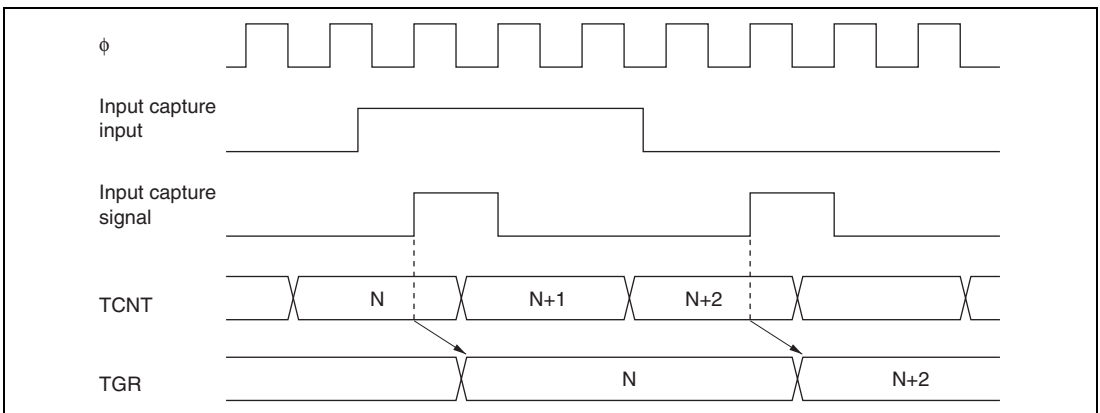 ϕ
Input capture
input
Input capture
signal
TCNT
N
N+1
N+2
TGR
N
N+2